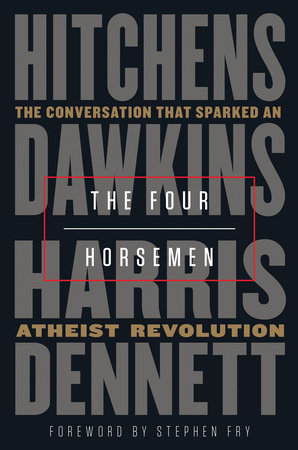 HITCHENS
THE CONVERSATION THAT SPARKED AN
DAWKINS
THE FOUR
HORSEMEN
HARRIS
ATHEIST REVOLUTION
DENNETT
FOREWORD BY STEPHEN FRY